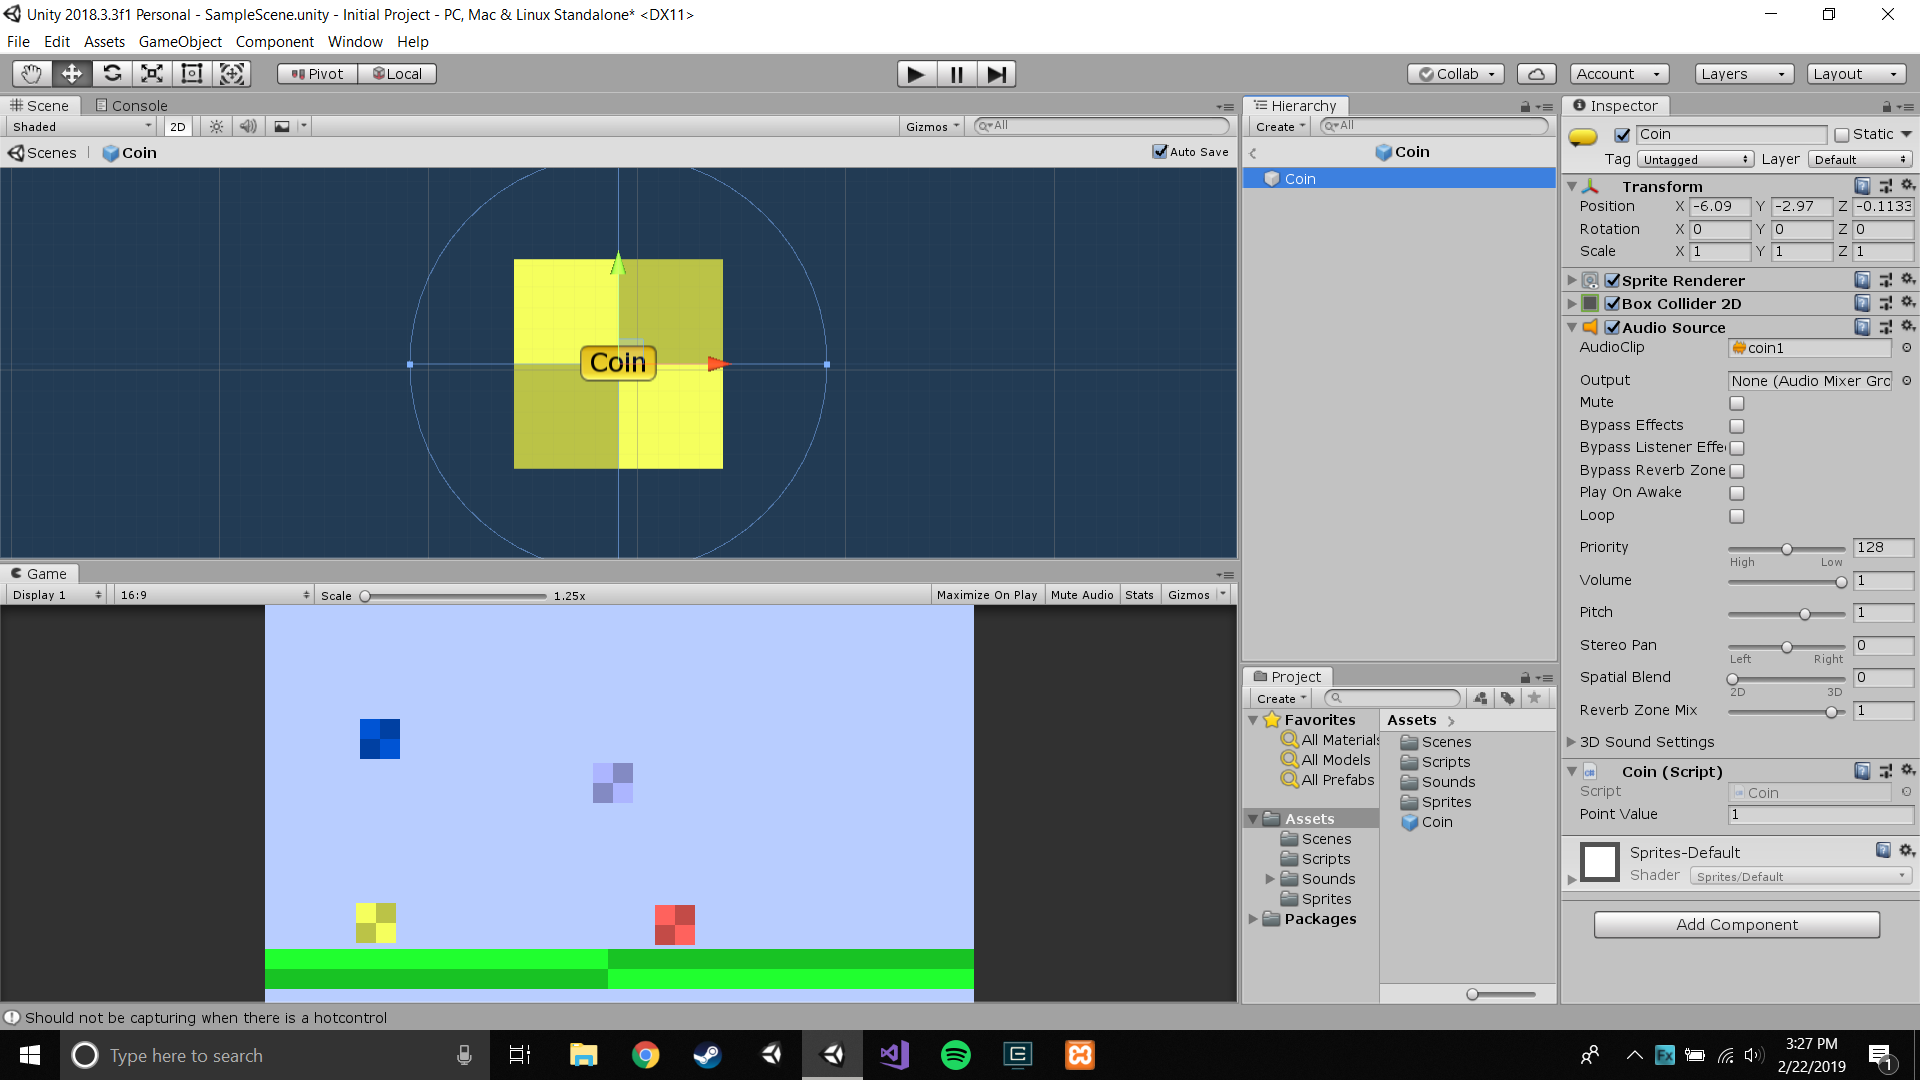 Unity 2018.3.3f1 Personal - SampleScene.unity - Initial Project - PC, Mac & Linux Standalone* <DX11>
File Edit Assets GameObject Component Window Help
Pivot Local Collab Account Layers Layout
Scene Console
Shaded 2D Gizmos All
Scenes Coin Auto Save
Coin
Game
Display 1 16:9 Scale 1.25x Maximize On Play Mute Audio Stats Gizmos
Hierarchy
Create All
Coin
Coin
Project
Create
Favorites
All Materials
All Models
All Prefabs
Assets
Scenes
Scripts
Sounds
Sprites
Packages
Assets
Scenes
Scripts
Sounds
Sprites
Coin
Inspector
Coin Static
Tag Untagged Layer Default
Transform
Position X -6.09 Y -2.97 Z -0.1133
Rotation X 0 Y 0 Z 0
Scale X 1 Y 1 Z 1
Sprite Renderer
Box Collider 2D
Audio Source
AudioClip coin1
Output None (Audio Mixer Gro
Mute
Bypass Effects
Bypass Listener Effe
Bypass Reverb Zone
Play On Awake
Loop
Priority 128
High Low
Volume 1
Pitch 1
Stereo Pan 0
Left Right
Spatial Blend 0
2D 3D
Reverb Zone Mix 1
3D Sound Settings
Coin (Script)
Script Coin
Point Value 1
Sprites-Default
Shader Sprites/Default
Add Component
Should not be capturing when there is a hotcontrol
Type here to search
Fx
3:27 PM
2/22/2019
1